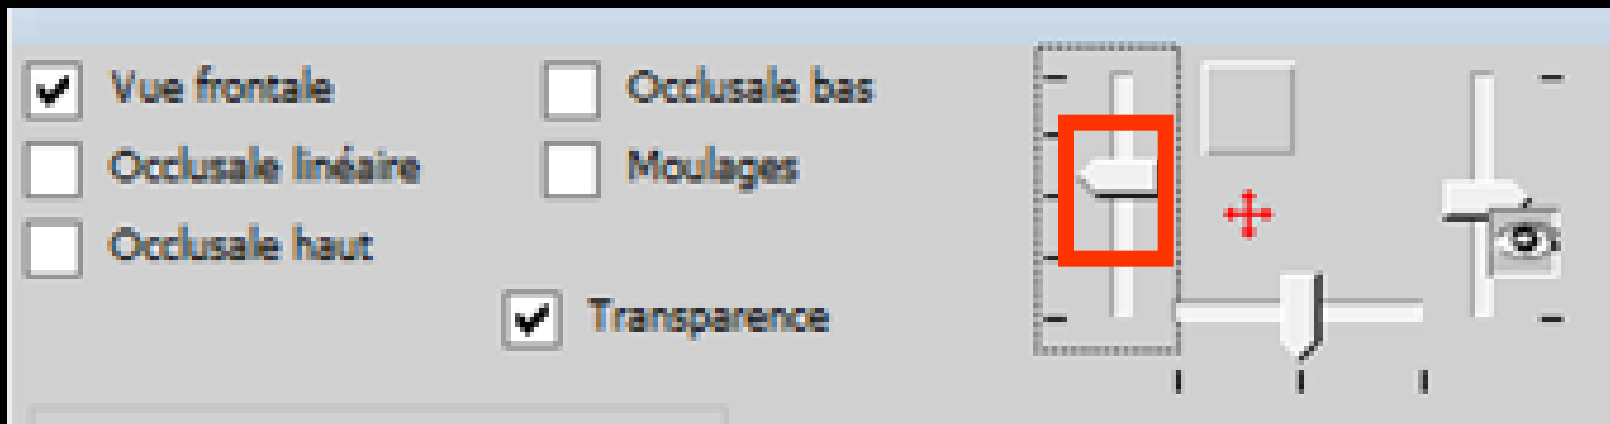 Vue frontale
Occlusale bas
Occlusale linéaire
Moulages
Occlusale haut
Transparence